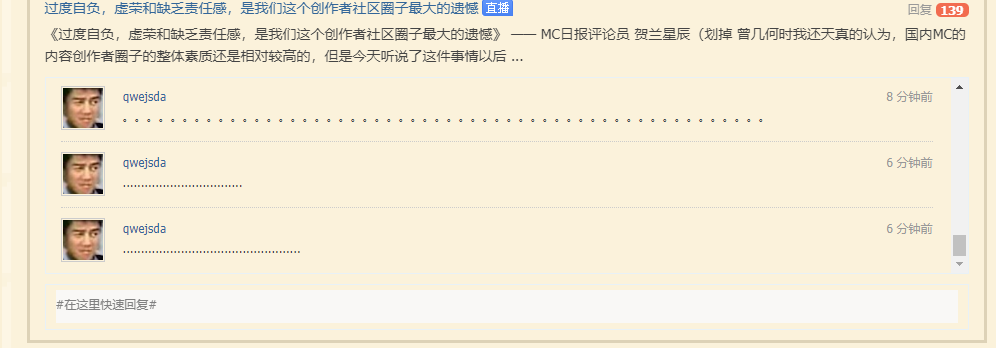 过度自负，虚荣和缺乏责任感，是我们这个创作者社区圈子最大的遗憾 直播
回复 139
《过度自负，虚荣和缺乏责任感，是我们这个创作者社区圈子最大的遗憾》 —— MC日报评论员 贺兰星辰（划掉 曾几何时我还天真的认为，国内MC的
内容创作者圈子的整体素质还是相对较高的，但是今天听说了这件事情以后 ...
qwejsda 8 分钟前
。。。。。。。。。。。。。。。。。。。。。。。。。。。。。。。。。。。。。。。。。。。。。。。。。。。。。。
qwejsda 6 分钟前
.................................
qwejsda 6 分钟前
.................................................
#在这里快速回复#